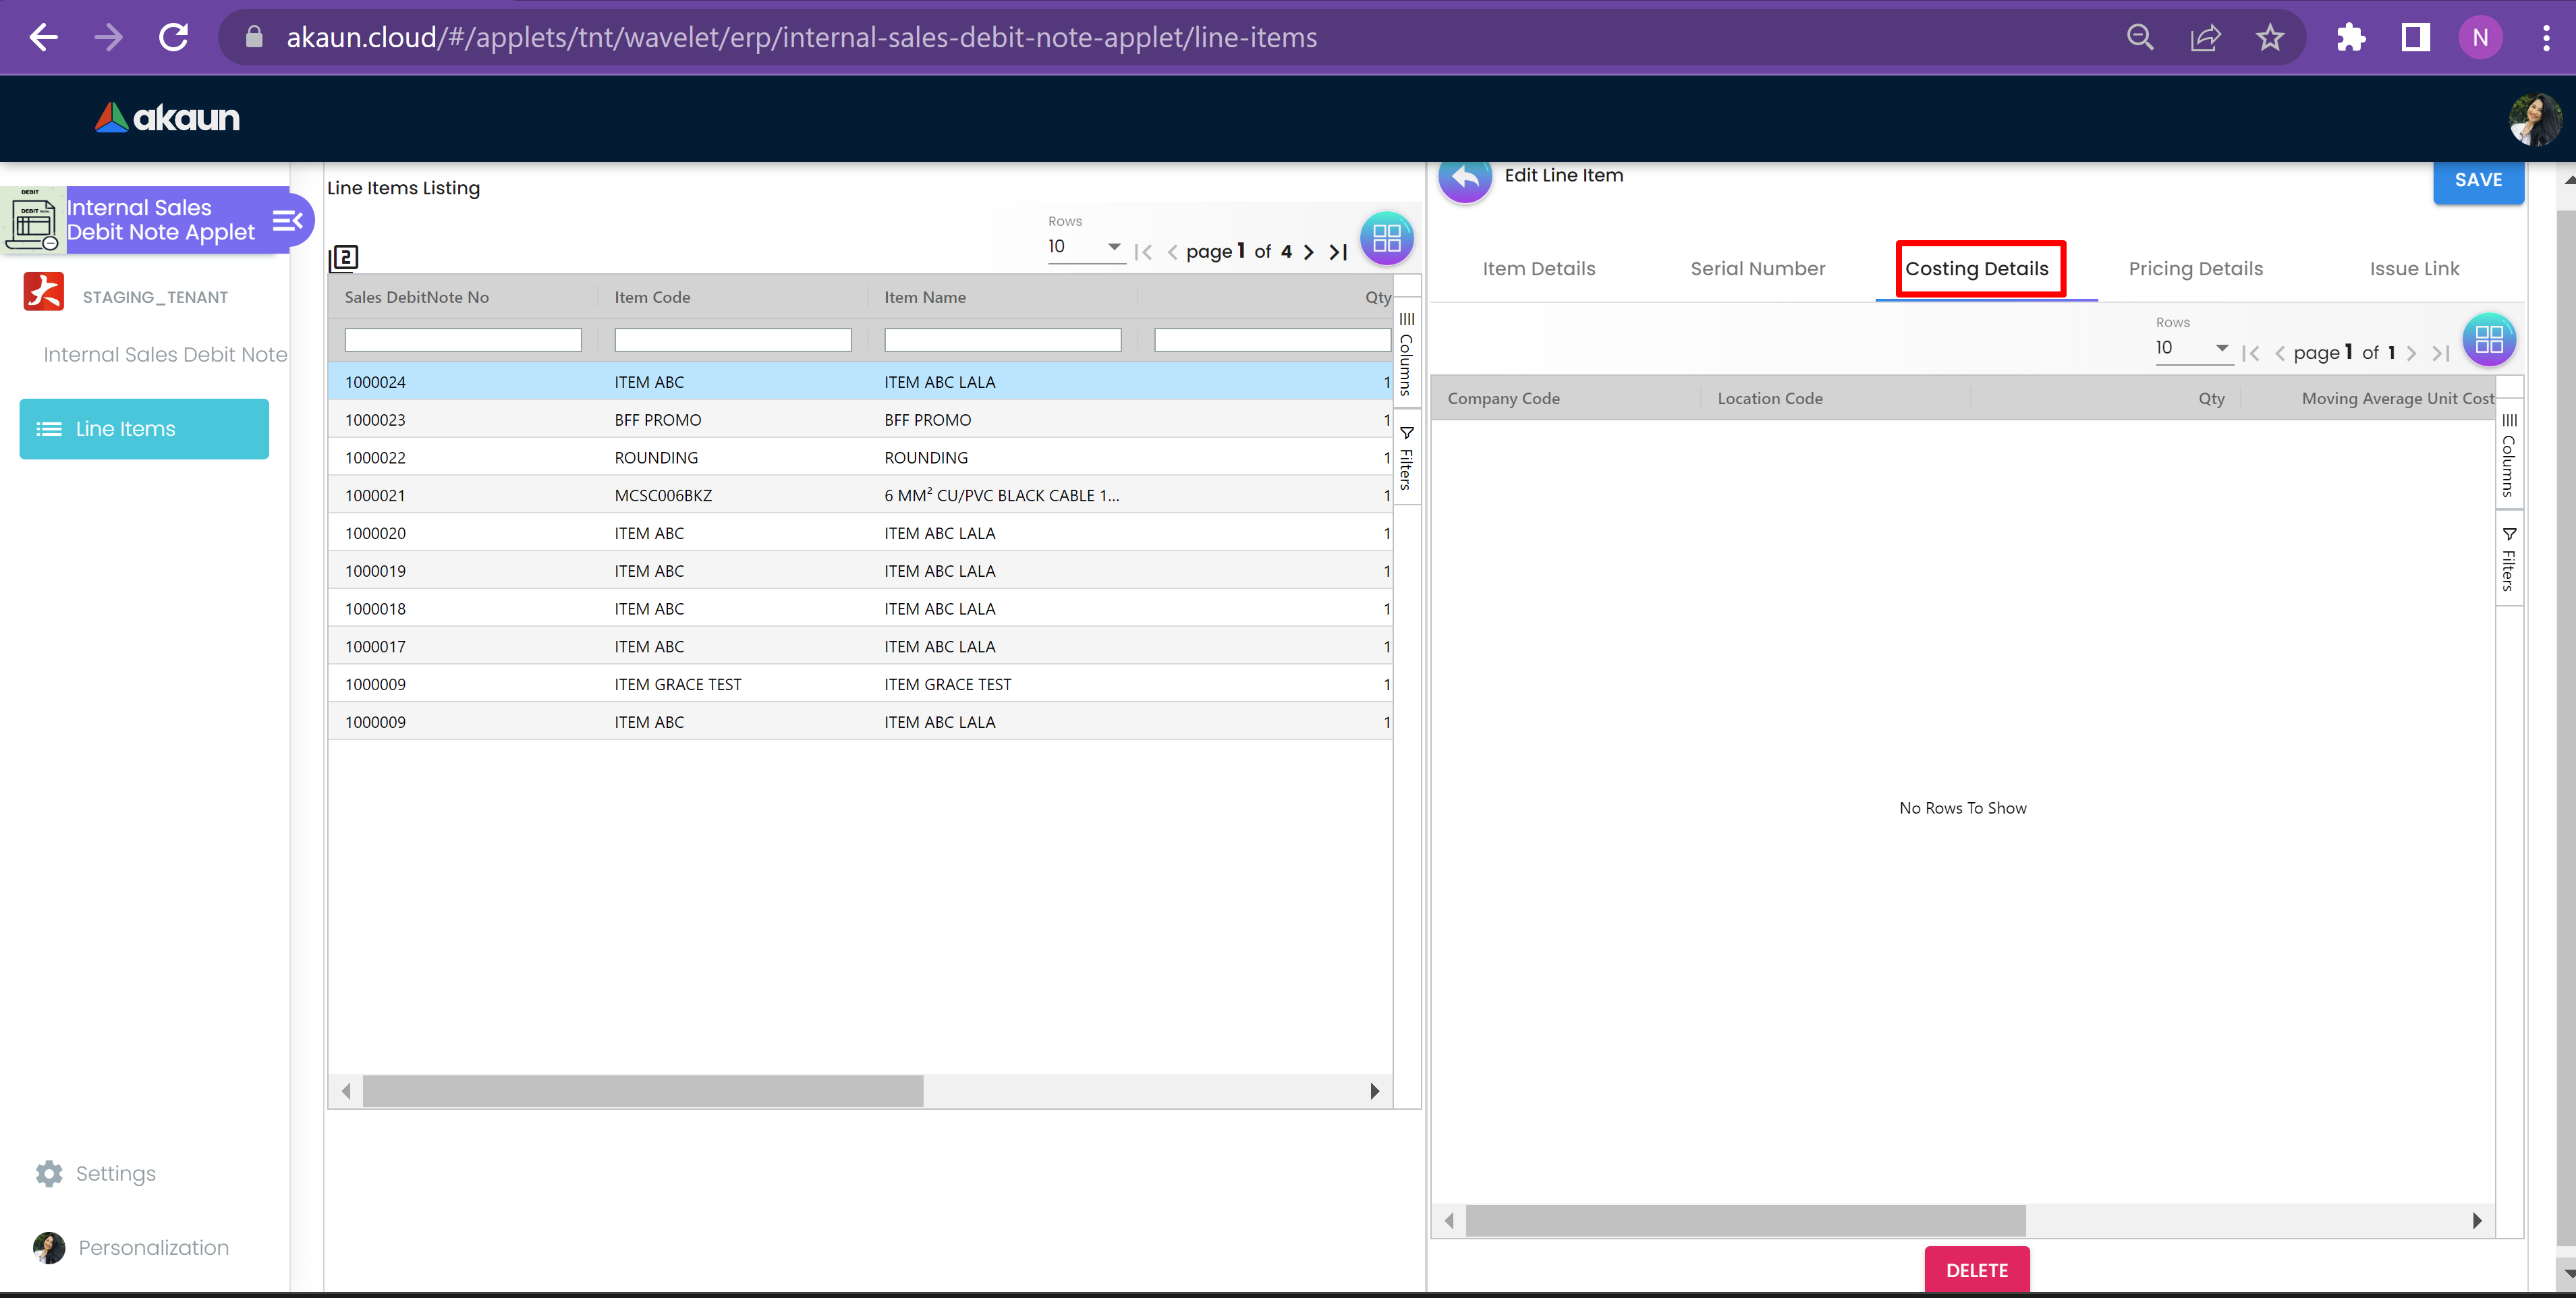 akaun.cloud/#/applets/tnt/wavelet/erp/internal-sales-debit-note-applet/line-items
N
akaun
DEBIT
DEBIT
Internal Sales
Debit Note Applet
STAGING_TENANT
Internal Sales Debit Note
Line Items
Settings
Personalization
Line Items Listing
Rows
10
page 1 of 4
2
Sales DebitNote No Item Code Item Name Qty
1000024 ITEM ABC ITEM ABC LALA 1
1000023 BFF PROMO BFF PROMO 1
1000022 ROUNDING ROUNDING 1
1000021 MCSC006BKZ 6 MM² CU/PVC BLACK CABLE 1... 1
1000020 ITEM ABC ITEM ABC LALA 1
1000019 ITEM ABC ITEM ABC LALA 1
1000018 ITEM ABC ITEM ABC LALA 1
1000017 ITEM ABC ITEM ABC LALA 1
1000009 ITEM GRACE TEST ITEM GRACE TEST 1
1000009 ITEM ABC ITEM ABC LALA 1
Columns
Filters
Edit Line Item
SAVE
Item Details Serial Number Costing Details Pricing Details Issue Link
Rows
10
page 1 of 1
Company Code Location Code Qty Moving Average Unit Cost
Columns
Filters
No Rows To Show
DELETE